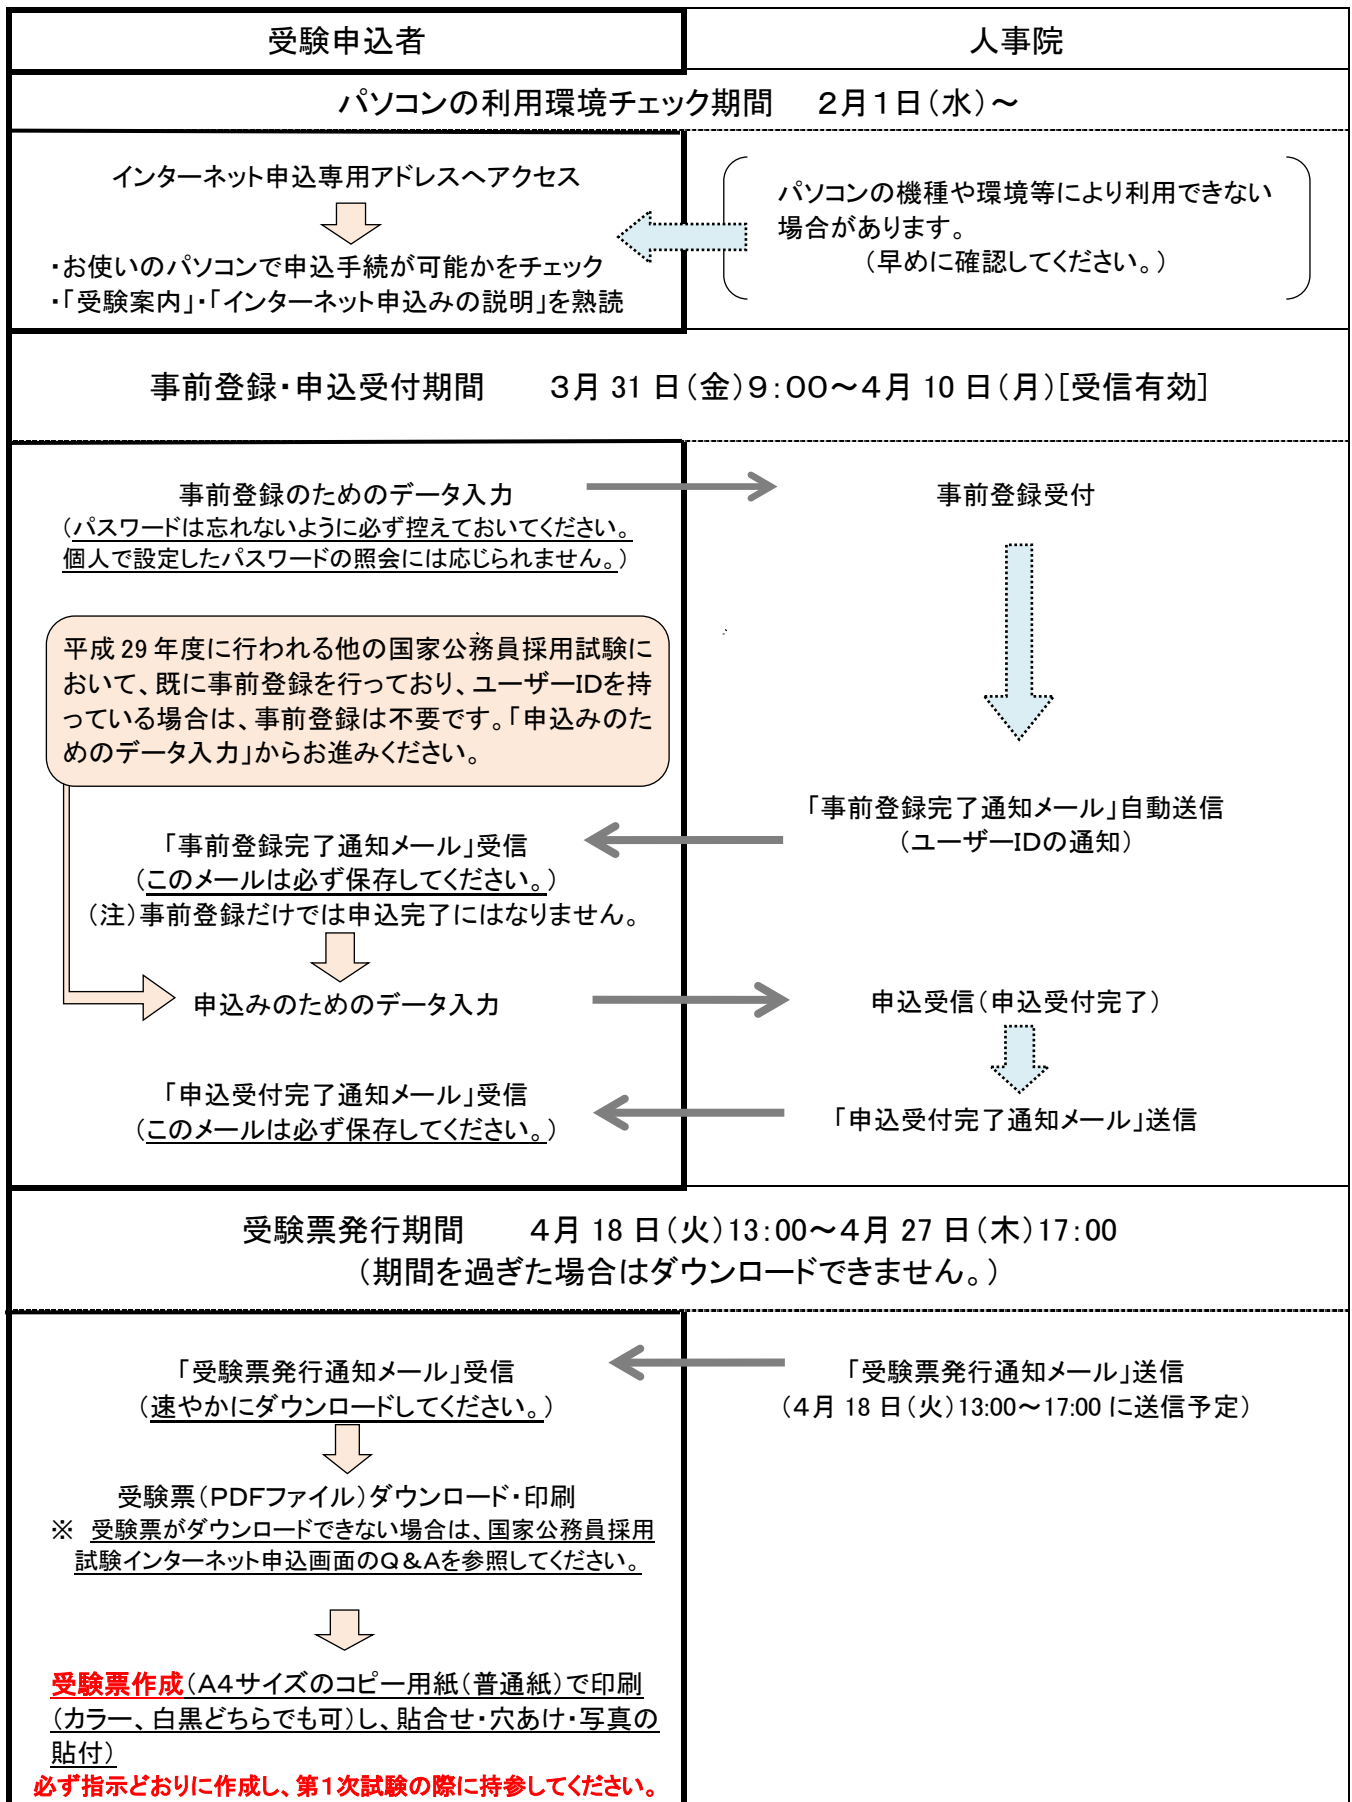 受験申込者
人事院
パソコンの利用環境チェック期間　２月１日（水）～
インターネット申込専用アドレスへアクセス
・お使いのパソコンで申込手続が可能かをチェック
・「受験案内」・「インターネット申込みの説明」を熟読
パソコンの機種や環境等により利用できない
場合があります。
（早めに確認してください。）
事前登録・申込受付期間　　３月 31 日（金）９：００～４月 10 日（月）［受信有効］
事前登録のためのデータ入力
（パスワードは忘れないように必ず控えておいてください。
個人で設定したパスワードの照会には応じられません。）
事前登録受付
平成 29 年度に行われる他の国家公務員採用試験に
おいて、既に事前登録を行っており、ユーザーＩＤを持
っている場合は、事前登録は不要です。「申込みのた
めのデータ入力」からお進みください。
「事前登録完了通知メール」自動送信
（ユーザーＩＤの通知）
「事前登録完了通知メール」受信
（このメールは必ず保存してください。）
（注）事前登録だけでは申込完了にはなりません。
申込みのためのデータ入力
申込受信（申込受付完了）
「申込受付完了通知メール」受信
（このメールは必ず保存してください。）
「申込受付完了通知メール」送信
受験票発行期間　　４月 18 日（火）13：00～４月 27 日（木）17：00
（期間を過ぎた場合はダウンロードできません。）
「受験票発行通知メール」受信
（速やかにダウンロードしてください。）
「受験票発行通知メール」送信
（４月 18 日（火）13:00～17:00 に送信予定）
受験票（ＰＤＦファイル）ダウンロード・印刷
※　受験票がダウンロードできない場合は、国家公務員採用
試験インターネット申込画面のＱ＆Ａを参照してください。
受験票作成（Ａ４サイズのコピー用紙（普通紙）で印刷
（カラー、白黒どちらでも可）し、貼合せ・穴あけ・写真の
貼付）
必ず指示どおりに作成し、第１次試験の際に持参してください。